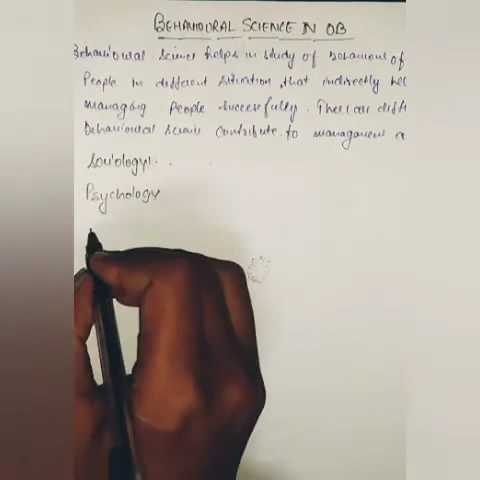 BEHAVIOURAL SCIENCE IN OB
Behavioural Science helps in study of behaviour of
People in different situation, that indirectly hel
managing People successfully. There are diffe
Behavioural Science contribute to management a
Sociology:
Psychology